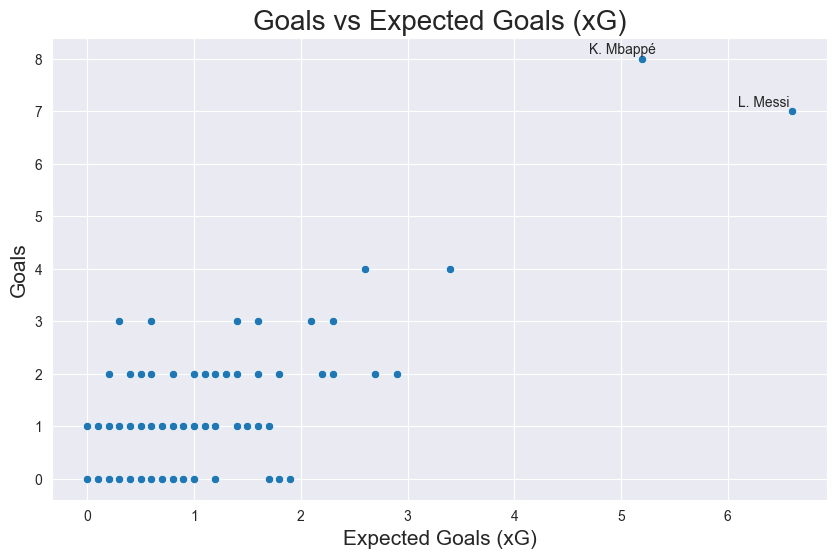 Goals vs Expected Goals (xG)
8
K. Mbappé
7
L. Messi
6
5
4
3
2
1
0
Goals
0 1 2 3 4 5 6
Expected Goals (xG)